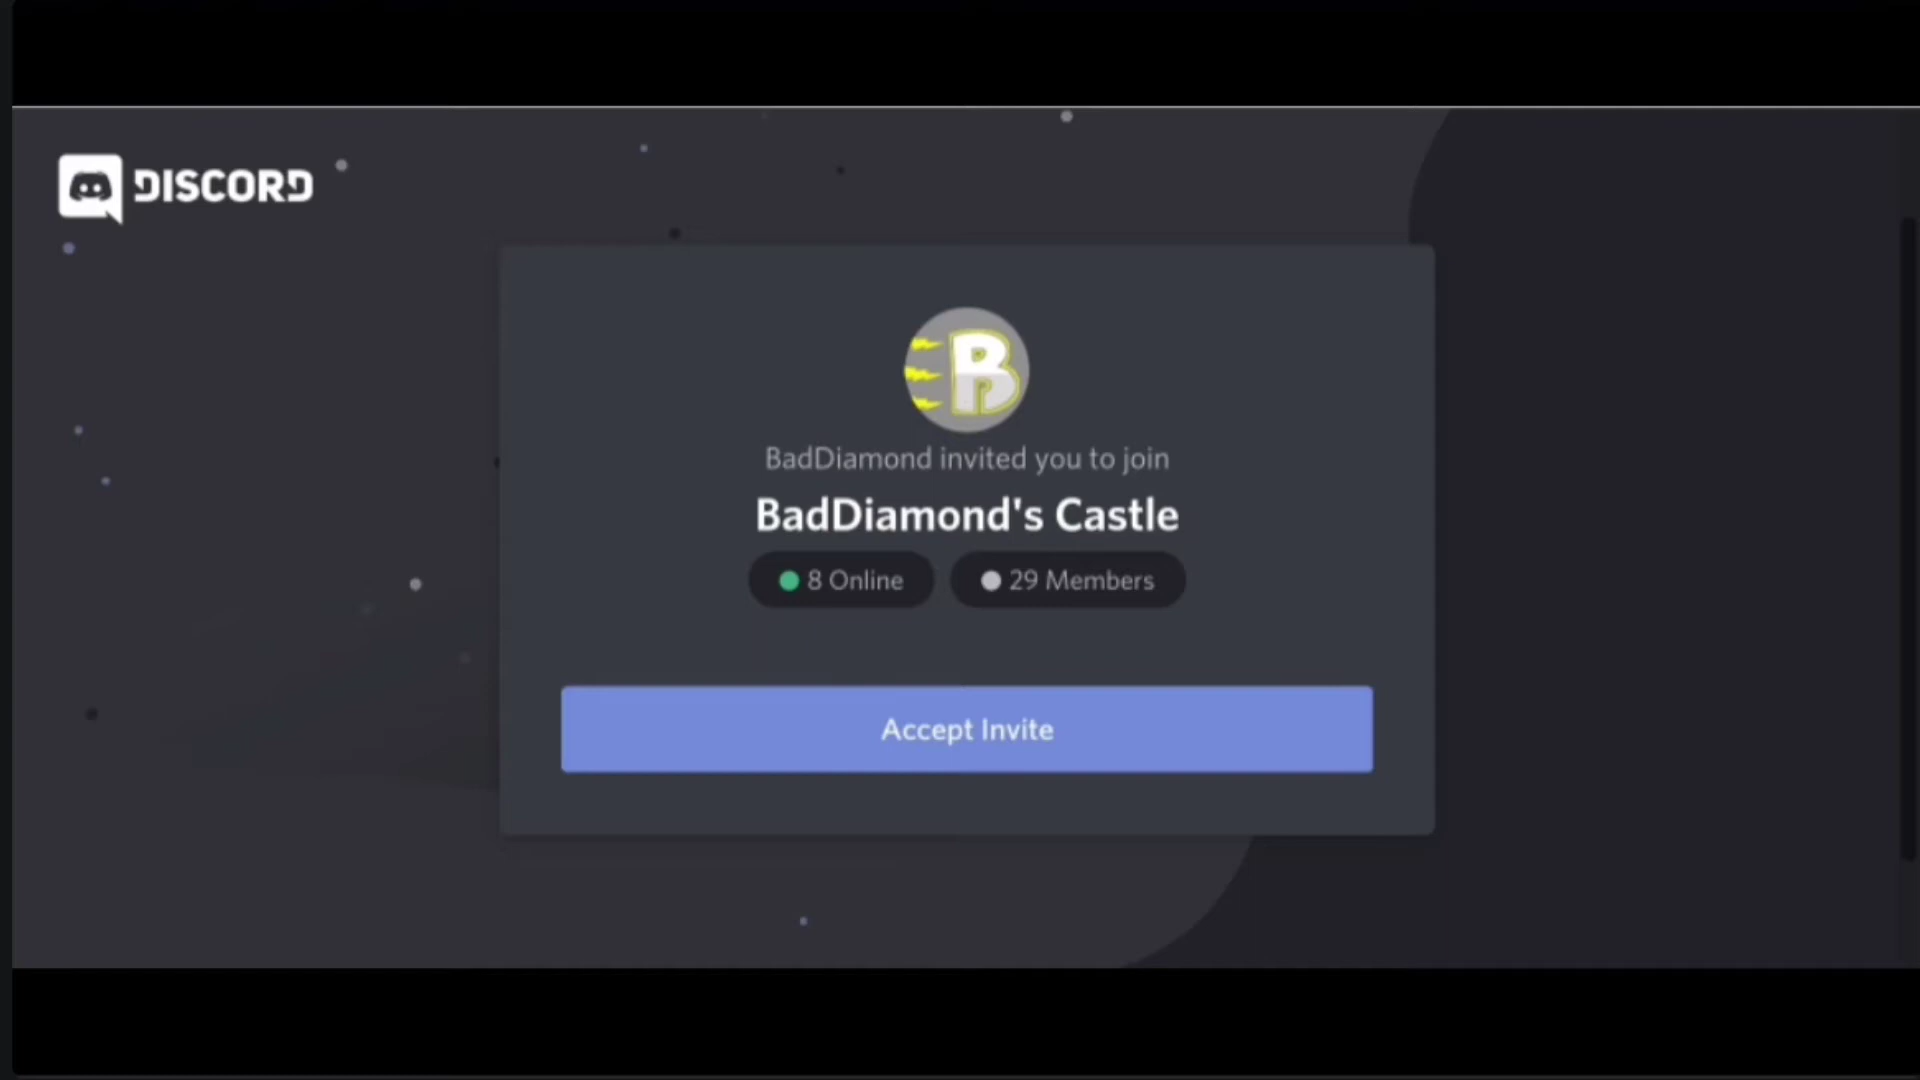 DISCORD
B
BadDiamond invited you to join
BadDiamond's Castle
8 Online
29 Members
Accept Invite